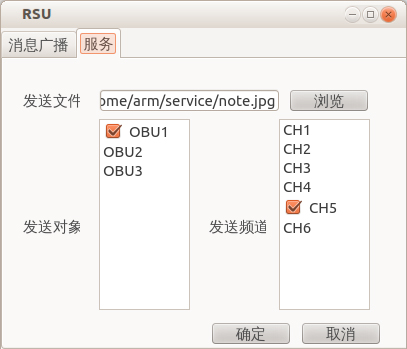 RSU
消息广播 服务
发送文件 ome/arm/service/note.jpg 浏览
发送对象
OBU1
OBU2
OBU3
发送频道
CH1
CH2
CH3
CH4
CH5
CH6
确定 取消